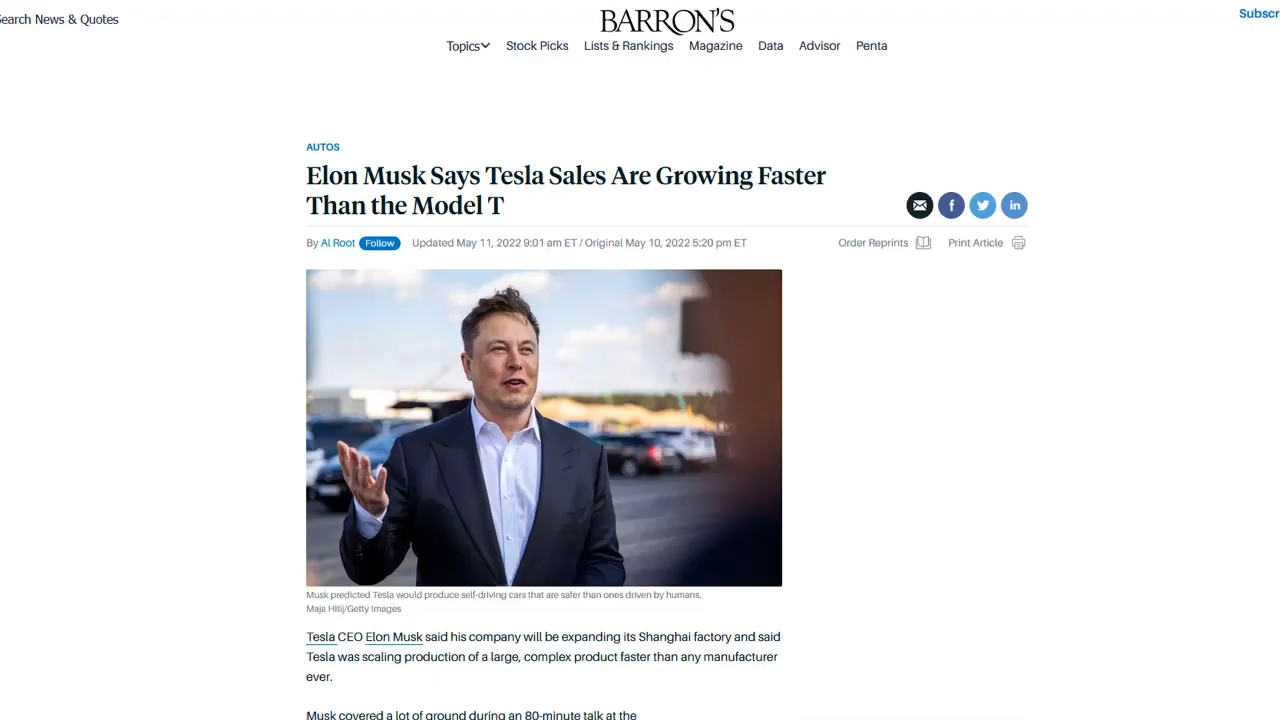 Search News & Quotes
BARRON'S
Subscr
Topics
Stock Picks
Lists & Rankings
Magazine
Data
Advisor
Penta
AUTOS
Elon Musk Says Tesla Sales Are Growing Faster
Than the Model T
f
in
By Al Root Follow Updated May 11, 2022 9:01 am ET / Original May 10, 2022 5:20 pm ET
Order Reprints
Print Article
Musk predicted Tesla would produce self-driving cars that are safer than ones driven by humans.
Maja Hitij/Getty Images
Tesla CEO Elon Musk said his company will be expanding its Shanghai factory and said
Tesla was scaling production of a large, complex product faster than any manufacturer
ever.
Musk covered a lot of ground during an 80-minute talk at the